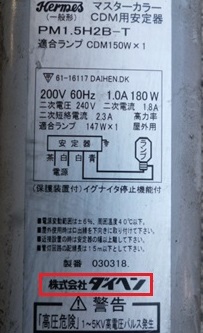 Hermes マスターカラー
(一般形) CDM用安定器
PM1.5H2B-T
適合ランプ CDM150W×1
61-16117 DAIHEN.DK
200V 60Hz 1.0A 180W
二次電圧 240V 二次電流 1.8A
二次短絡電流 2.3A 高力率
適合ランプ 147W×1 屋外用
安定器
ランプ
茶 白 白 青
(保護装置付) イグナイタ停止機能付
製番 030318
株式会社 ダイヘン
警告
「高圧危険」1~5KV高電圧パルス発生